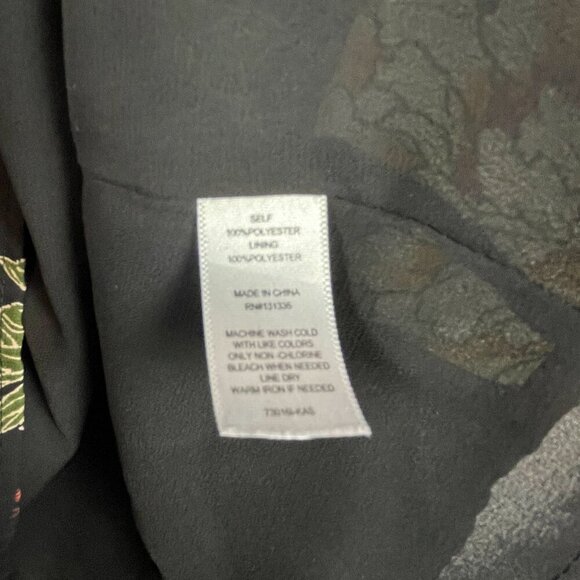 SELF
100%POLYESTER
LINING
100%POLYESTER
MADE IN CHINA
RN#131335
MACHINE WASH COLD
WITH LIKE COLORS
ONLY NON -CHLORINE
BLEACH WHEN NEEDED
LINE DRY
WARM IRON IF NEEDED